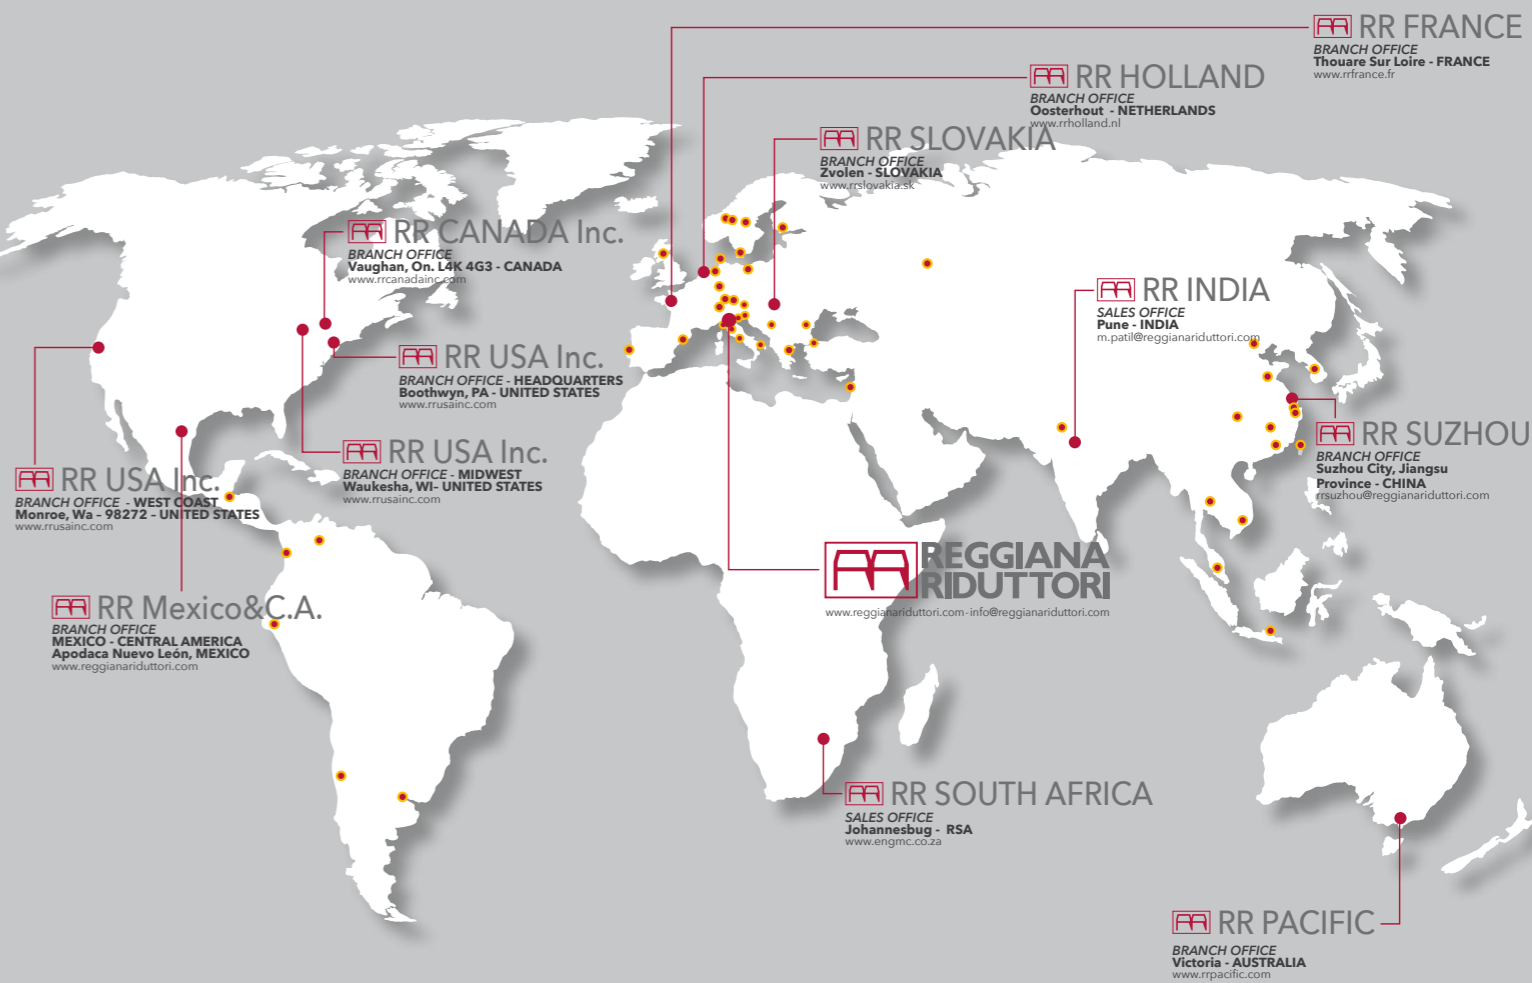 RR FRANCE
BRANCH OFFICE
Thouare Sur Loire - FRANCE
www.rrfrance.fr
RR HOLLAND
BRANCH OFFICE
Oosterhout - NETHERLANDS
www.rrholland.nl
RR SLOVAKIA
BRANCH OFFICE
Zvolen - SLOVAKIA
www.rrslovakia.sk
RR CANADA Inc.
BRANCH OFFICE
Vaughan, On. L4K 4G3 - CANADA
www.rrcanadainc.com
RR INDIA
SALES OFFICE
Pune - INDIA
m.patil@reggianariduttori.com
RR USA Inc.
BRANCH OFFICE - HEADQUARTERS
Boothwyn, PA - UNITED STATES
www.rrusainc.com
RR SUZHOU
BRANCH OFFICE
Suzhou City, Jiangsu
Province - CHINA
rrsuzhou@reggianariduttori.com
RR USA Inc.
BRANCH OFFICE - MIDWEST
Waukesha, WI- UNITED STATES
www.rrusainc.com
RR USA Inc.
BRANCH OFFICE - WEST COAST
Monroe, Wa - 98272 - UNITED STATES
www.rrusainc.com
REGGIANA
RIDUTTORI
www.reggianariduttori.com-info@reggianariduttori.com
RR Mexico&C.A.
BRANCH OFFICE
MEXICO - CENTRAL AMERICA
Apodaca Nuevo León, MEXICO
www.reggianariduttori.com
RR SOUTH AFRICA
SALES OFFICE
Johannesbug - RSA
www.engmc.co.za
RR PACIFIC
BRANCH OFFICE
Victoria - AUSTRALIA
www.rrpacific.com